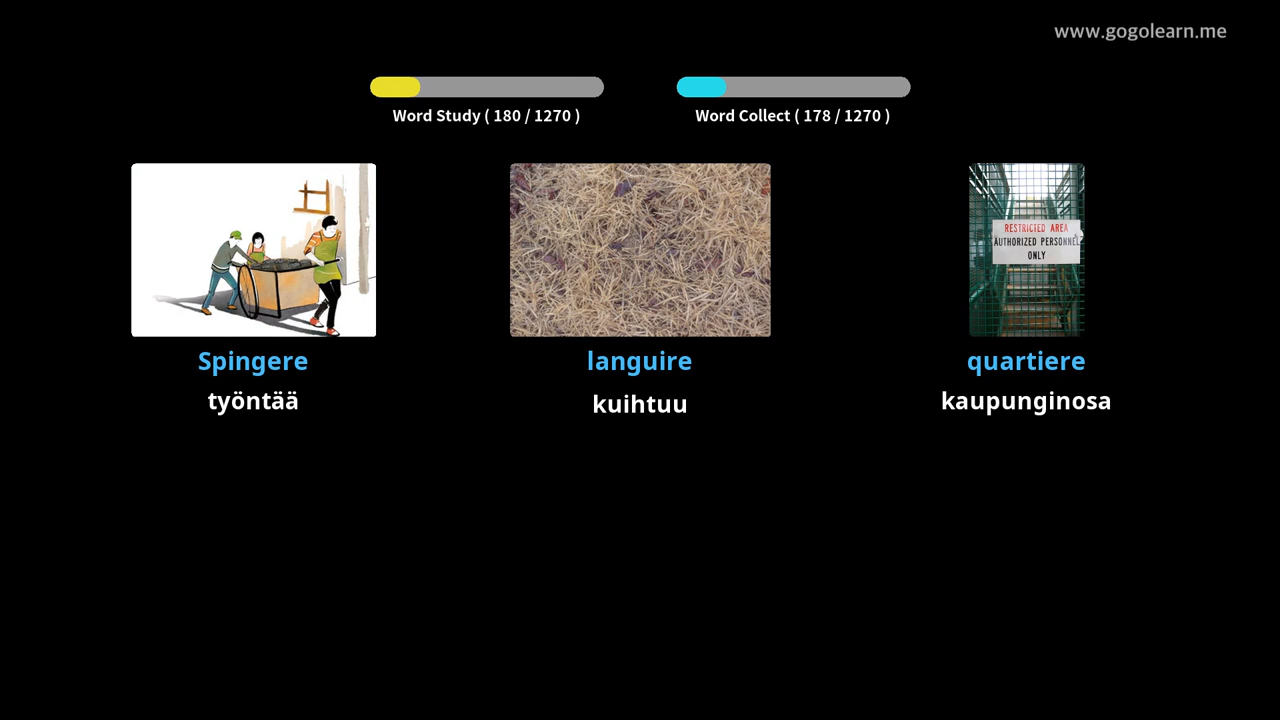 www.gogolearn.me
Word Study ( 180 / 1270 )
Word Collect ( 178 / 1270 )
RESTRICTED AREA
AUTHORIZED PERSONNEL
ONLY
Spingere
languire
quartiere
työntää
kuihtuu
kaupunginosa